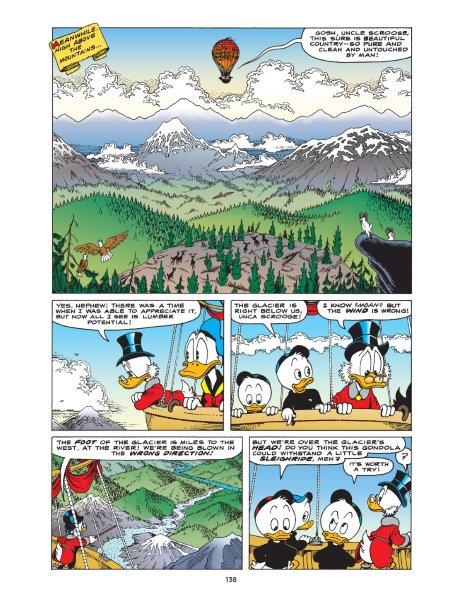 MEANWHILE
HIGH ABOVE
THE
MOUNTAINS...
GOSH, UNCLE SCROOGE,
THIS SURE IS BEAUTIFUL
COUNTRY--SO PURE AND
CLEAN AND UNTOUCHED
BY MAN!
YES, NEPHEW! THERE WAS A TIME
WHEN I WAS ABLE TO APPRECIATE IT,
BUT NOW ALL I SEE IS LUMBER
POTENTIAL!
THE GLACIER IS
RIGHT BELOW US,
UNCA SCROOGE!
I KNOW *MOAN* BUT
THE WIND IS WRONG!
THE FOOT OF THE GLACIER IS MILES TO THE
WEST, AT THE RIVER! WE'RE BEING BLOWN IN
THE WRONG DIRECTION!
BUT WE'RE OVER THE GLACIER'S
HEAD! DO YOU THINK THIS GONDOLA
COULD WITHSTAND A LITTLE
SLEIGHRIDE, MEN?
IT'S WORTH
A TRY!
?
138